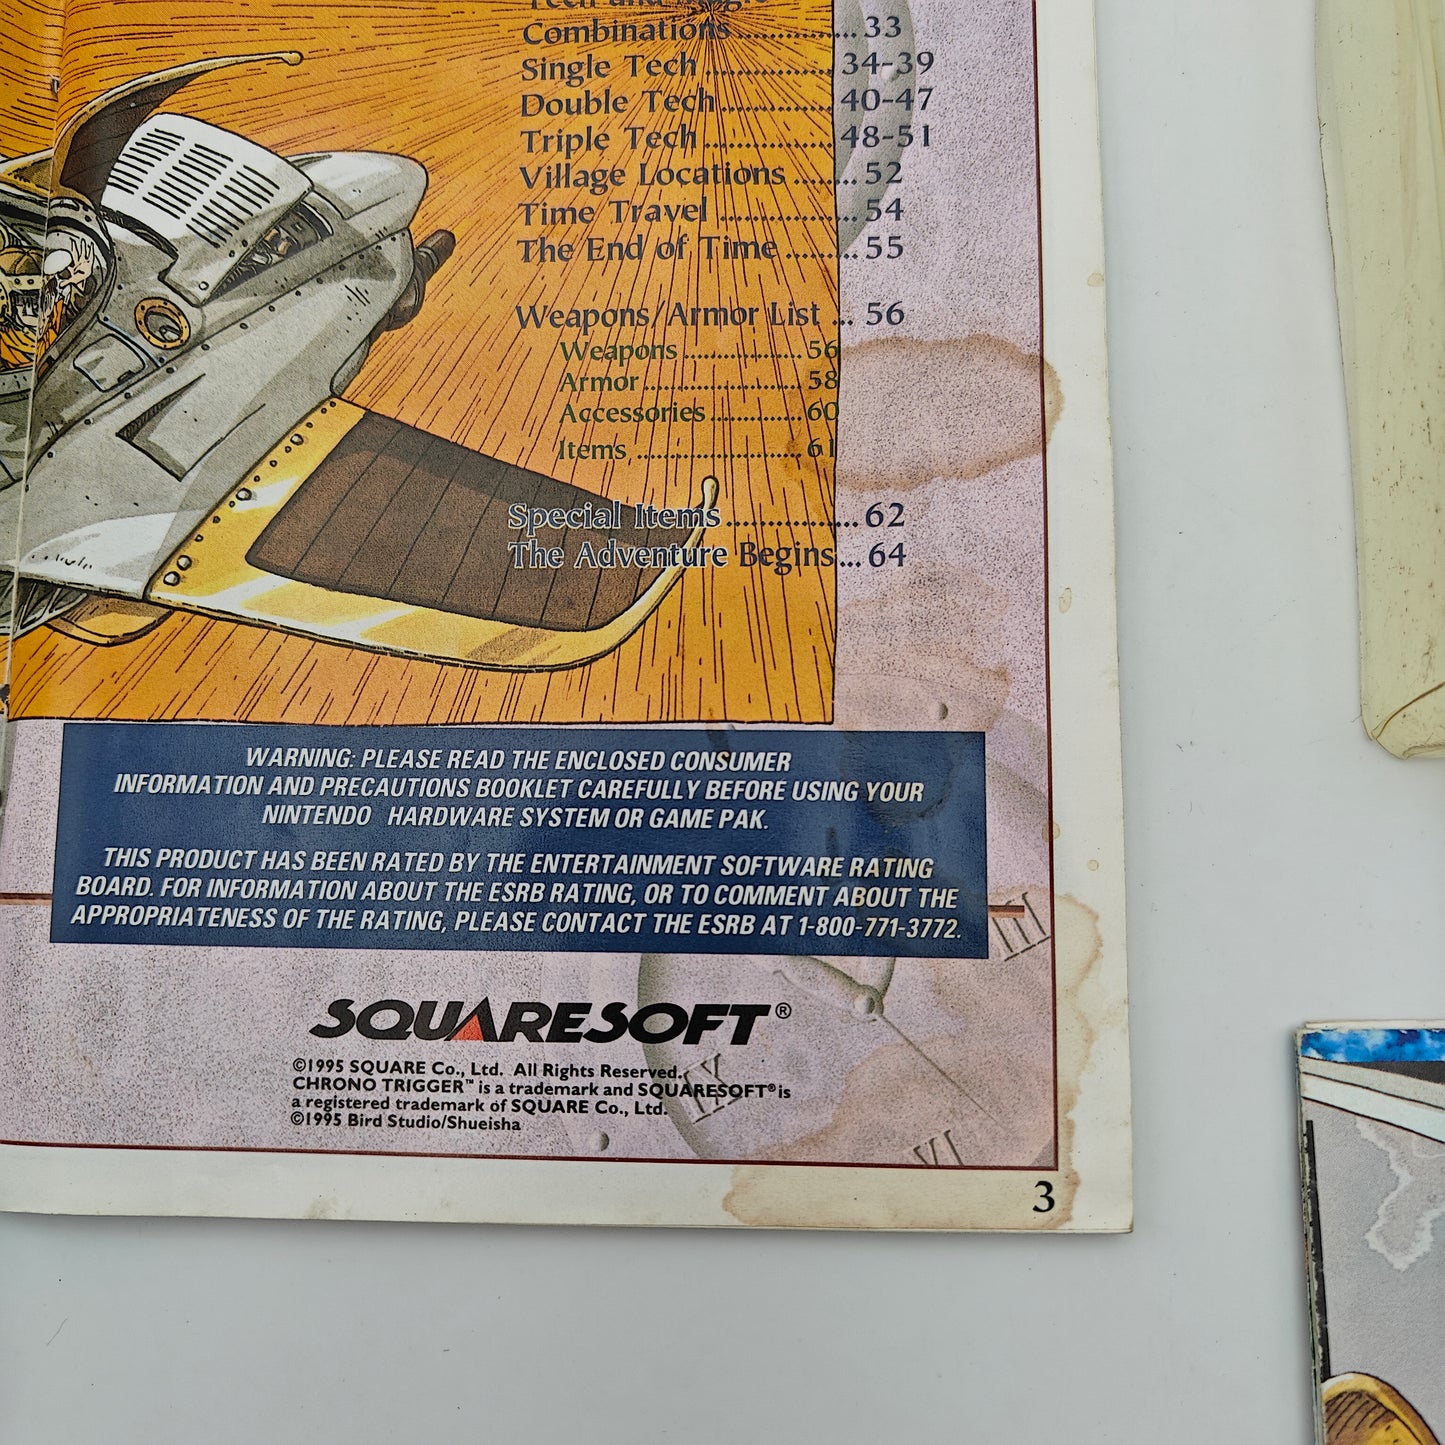 Tech and Magic
Combinations............... 33
Single Tech ................ 34-39
Double Tech............... 40-47
Triple Tech ................. 48-51
Village Locations ........ 52
Time Travel ................. 54
The End of Time ......... 55
Weapons/Armor List ... 56
Weapons ................... 56
Armor ......................... 58
Accessories ............... 60
Items .......................... 61
Special Items................. 62
The Adventure Begins... 64
WARNING: PLEASE READ THE ENCLOSED CONSUMER
INFORMATION AND PRECAUTIONS BOOKLET CAREFULLY BEFORE USING YOUR
NINTENDO HARDWARE SYSTEM OR GAME PAK.
THIS PRODUCT HAS BEEN RATED BY THE ENTERTAINMENT SOFTWARE RATING
BOARD. FOR INFORMATION ABOUT THE ESRB RATING, OR TO COMMENT ABOUT THE
APPROPRIATENESS OF THE RATING, PLEASE CONTACT THE ESRB AT 1-800-771-3772.
III
SQUARESOFT®
©1995 SQUARE Co., Ltd. All Rights Reserved.
CHRONO TRIGGER™ is a trademark and SQUARESOFT® is
a registered trademark of SQUARE Co., Ltd.
©1995 Bird Studio/Shueisha
IX
VI
3